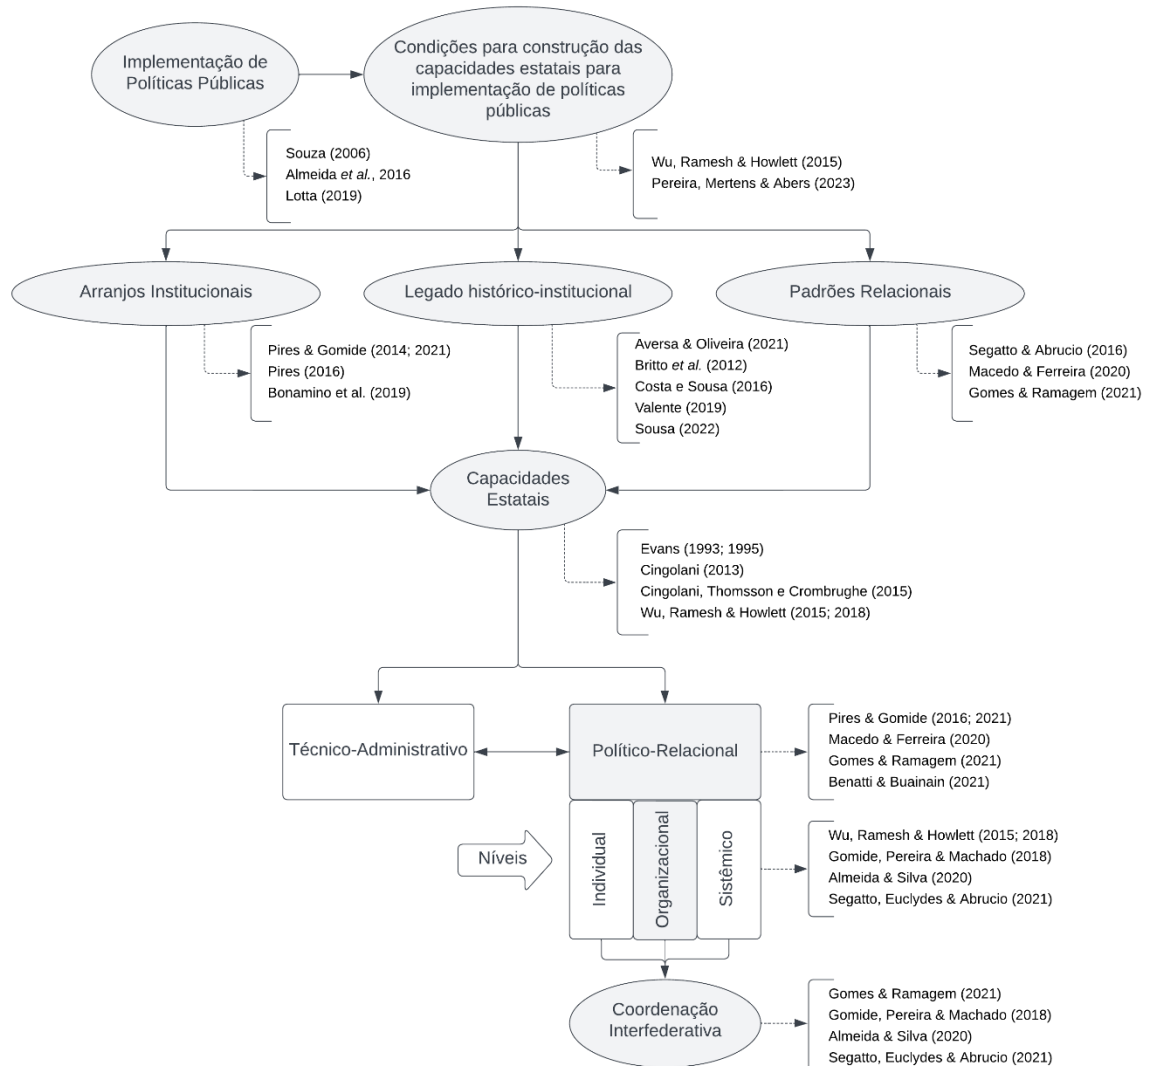 Implementação de
Políticas Públicas
Condições para construção das
capacidades estatais para
implementação de políticas
públicas
Souza (2006)
Almeida et al., 2016
Lotta (2019)
Wu, Ramesh & Howlett (2015)
Pereira, Mertens & Abers (2023)
Arranjos Institucionais
Legado histórico-institucional
Padrões Relacionais
Pires & Gomide (2014; 2021)
Pires (2016)
Bonamino et al. (2019)
Aversa & Oliveira (2021)
Britto et al. (2012)
Costa e Sousa (2016)
Valente (2019)
Sousa (2022)
Segatto & Abrucio (2016)
Macedo & Ferreira (2020)
Gomes & Ramagem (2021)
Capacidades
Estatais
Evans (1993; 1995)
Cingolani (2013)
Cingolani, Thomsson e Crombrughe (2015)
Wu, Ramesh & Howlett (2015; 2018)
Técnico-Administrativo
Político-Relacional
Pires & Gomide (2016; 2021)
Macedo & Ferreira (2020)
Gomes & Ramagem (2021)
Benatti & Buainain (2021)
Níveis
Individual
Organizacional
Sistêmico
Wu, Ramesh & Howlett (2015; 2018)
Gomide, Pereira & Machado (2018)
Almeida & Silva (2020)
Segatto, Euclydes & Abrucio (2021)
Coordenação
Interfederativa
Gomes & Ramagem (2021)
Gomide, Pereira & Machado (2018)
Almeida & Silva (2020)
Segatto, Euclydes & Abrucio (2021)